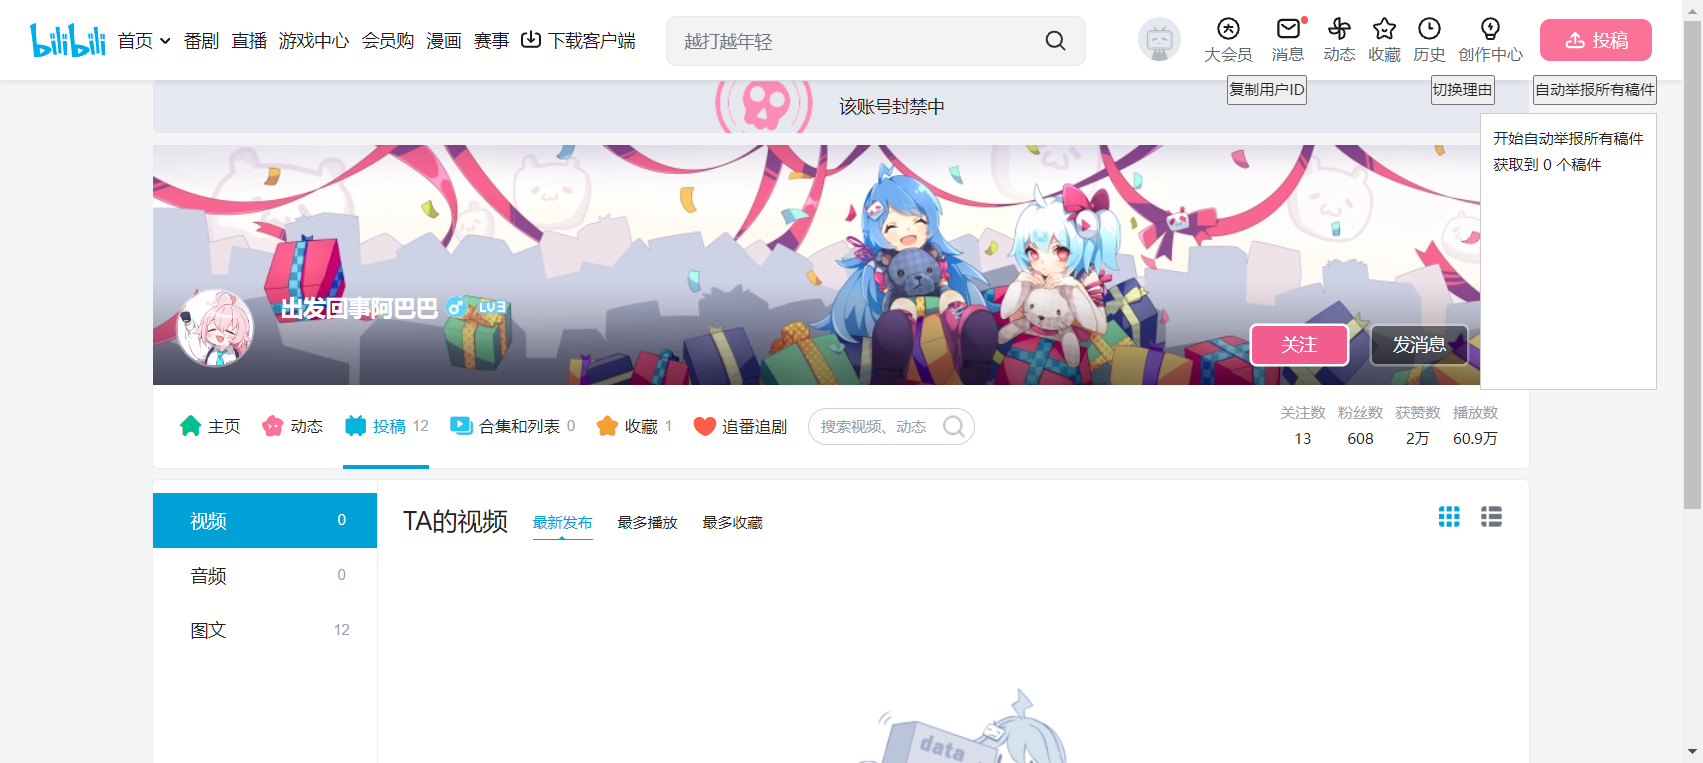 bilibili 首页 番剧 直播 游戏中心 会员购 漫画 赛事 下载客户端 越打越年轻 大会员 消息 动态 收藏 历史 创作中心 投稿
复制用户ID 切换理由 自动举报所有稿件
该账号封禁中
开始自动举报所有稿件
获取到 0 个稿件
出发回事阿巴巴 LV3
关注 发消息
主页 动态 投稿 12 合集和列表 0 收藏 1 追番追剧 搜索视频、动态
关注数 粉丝数 获赞数 播放数
13 608 2万 60.9万
视频 0
TA的视频 最新发布 最多播放 最多收藏
音频 0
图文 12
data